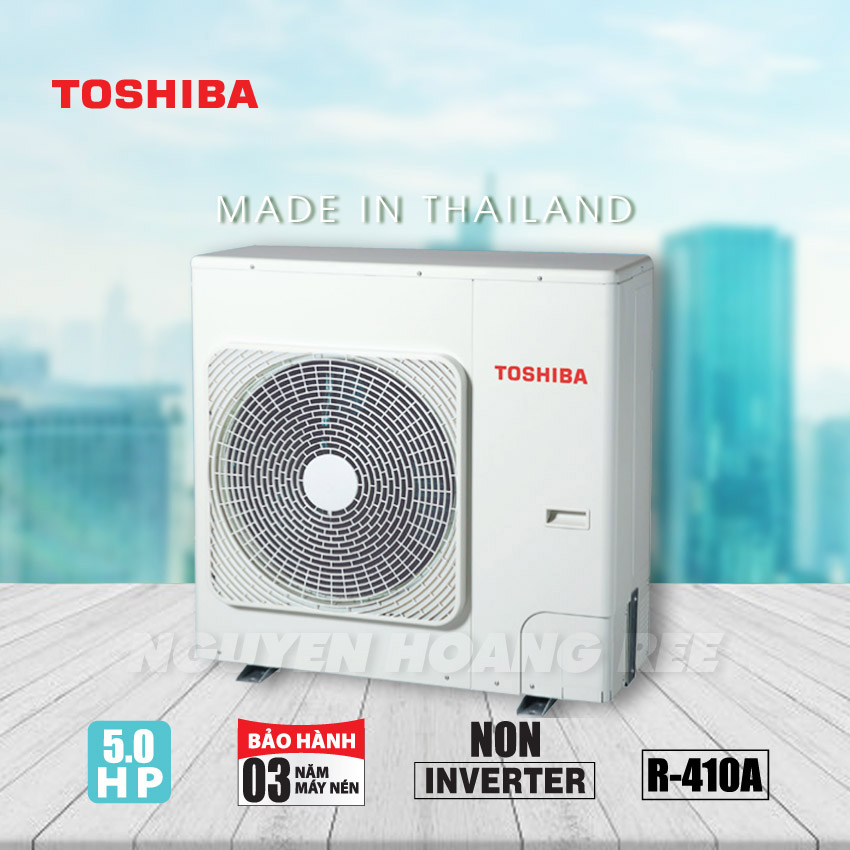 TOSHIBA
MADE IN THAILAND
TOSHIBA
NGUYEN HOANG REE
5.0
HP
BẢO HÀNH
03 NĂM
MÁY NÉN
NON
INVERTER
R-410A